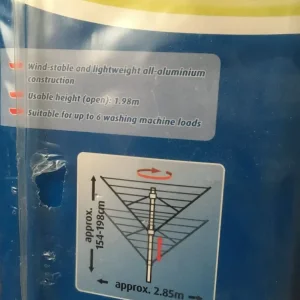 Wind-stable and lightweight all-aluminium
construction
Usable height (open): 1.98m
Suitable for up to 6 washing machine loads
approx.
154-198cm
approx. 2.85m